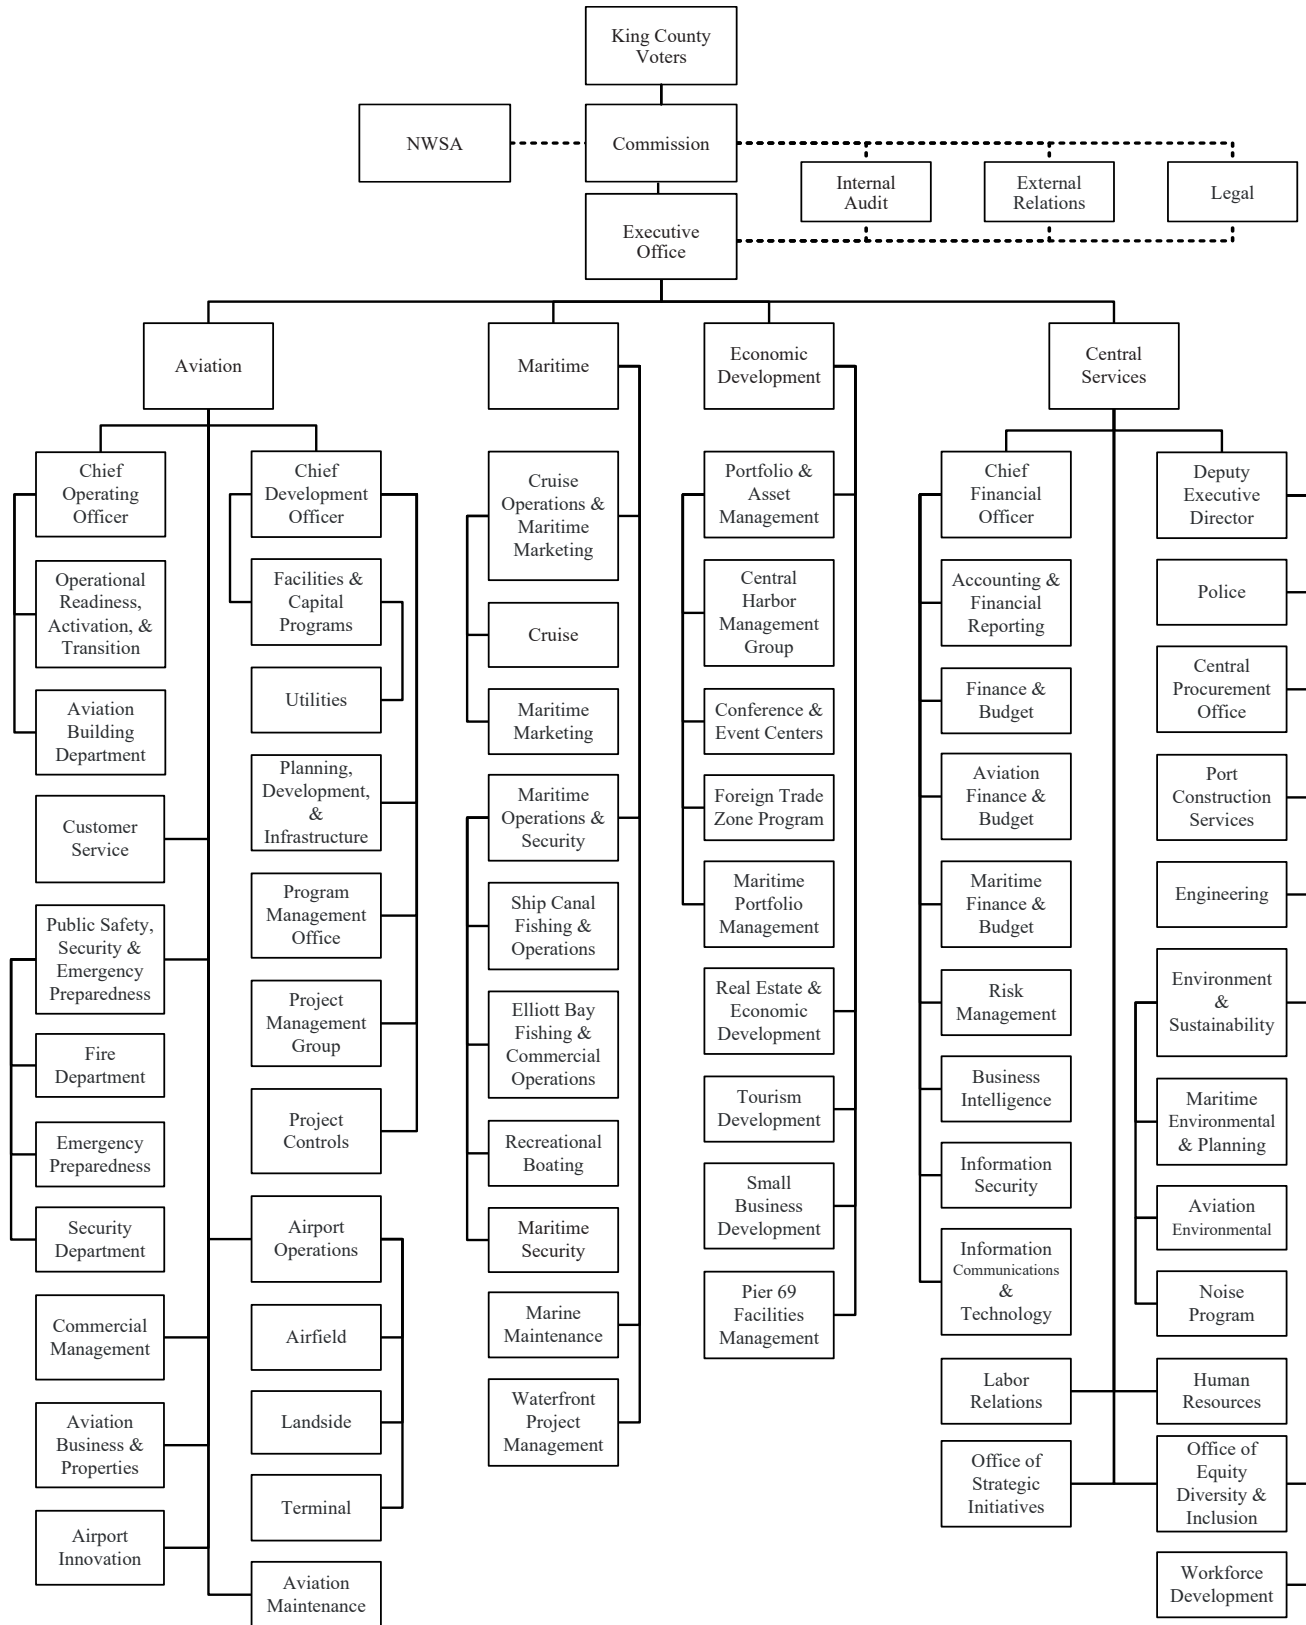 King County
Voters
NWSA
Commission
Internal
Audit
External
Relations
Legal
Executive
Office
Aviation
Maritime
Economic
Development
Central
Services
Chief
Operating
Officer
Operational
Readiness,
Activation, &
Transition
Aviation
Building
Department
Customer
Service
Public Safety,
Security &
Emergency
Preparedness
Fire
Department
Emergency
Preparedness
Security
Department
Commercial
Management
Aviation
Business &
Properties
Airport
Innovation
Chief
Development
Officer
Facilities &
Capital
Programs
Utilities
Planning,
Development,
&
Infrastructure
Program
Management
Office
Project
Management
Group
Project
Controls
Airport
Operations
Airfield
Landside
Terminal
Aviation
Maintenance
Cruise
Operations &
Maritime
Marketing
Cruise
Maritime
Marketing
Maritime
Operations &
Security
Ship Canal
Fishing &
Operations
Elliott Bay
Fishing &
Commercial
Operations
Recreational
Boating
Maritime
Security
Marine
Maintenance
Waterfront
Project
Management
Portfolio &
Asset
Management
Central
Harbor
Management
Group
Conference &
Event Centers
Foreign Trade
Zone Program
Maritime
Portfolio
Management
Real Estate &
Economic
Development
Tourism
Development
Small
Business
Development
Pier 69
Facilities
Management
Chief
Financial
Officer
Accounting &
Financial
Reporting
Finance &
Budget
Aviation
Finance &
Budget
Maritime
Finance &
Budget
Risk
Management
Business
Intelligence
Information
Security
Information
Communications
&
Technology
Labor
Relations
Office of
Strategic
Initiatives
Deputy
Executive
Director
Police
Central
Procurement
Office
Port
Construction
Services
Engineering
Environment
&
Sustainability
Maritime
Environmental
& Planning
Aviation
Environmental
Noise
Program
Human
Resources
Office of
Equity
Diversity &
Inclusion
Workforce
Development